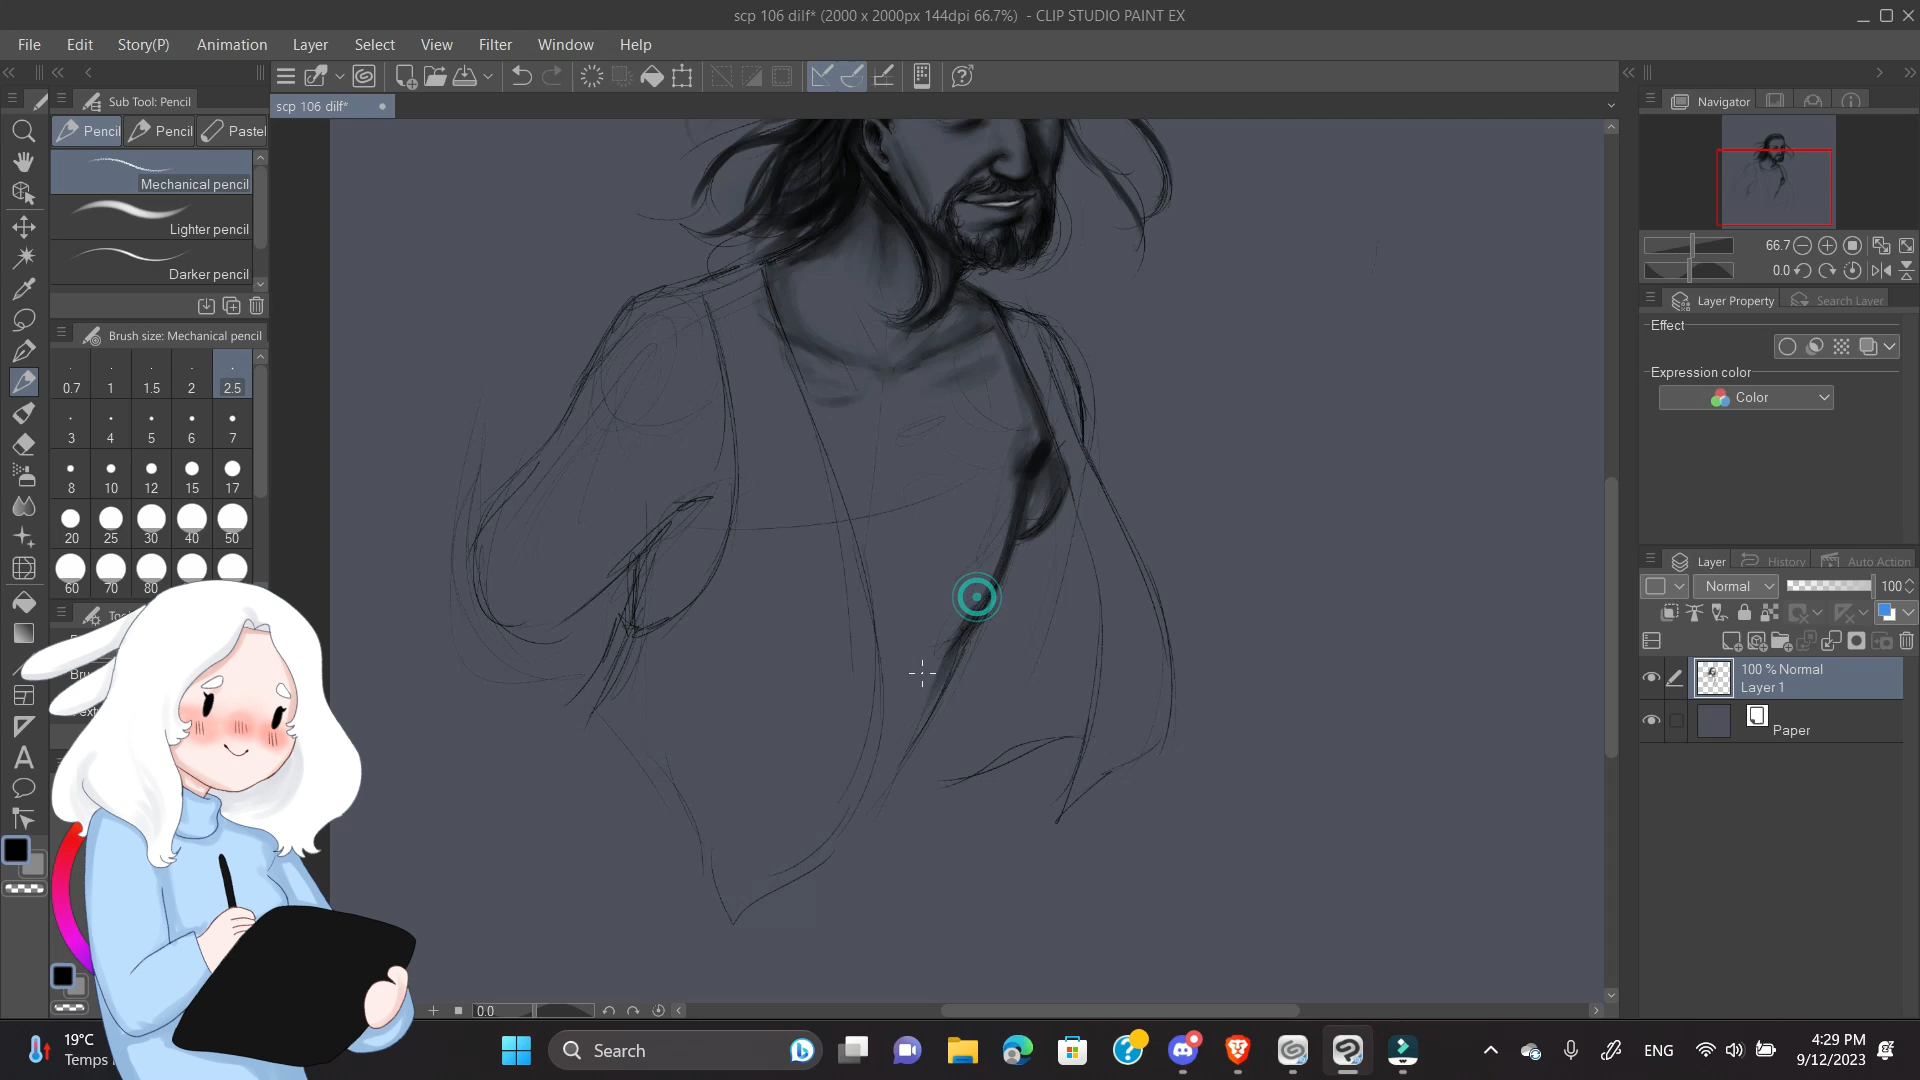 scp 106 dilf* (2000 x 2000px 144dpi 66.7%)  - CLIP STUDIO PAINT EX
File Edit Story(P) Animation Layer Select View Filter Window Help
Sub Tool: Pencil
scp 106 dilf*
Navigator
Pencil Pencil Pastel
Mechanical pencil
Lighter pencil
Darker pencil
66.7
0.0
Layer Property Search Layer
Effect
Expression color
Color
Brush size: Mechanical pencil
0.7 1 1.5 2 2.5
3 4 5 6 7
8 10 12 15 17
20 25 30 40 50
60 70 80
Layer History Auto Action
Normal 100
100 % Normal
Layer 1
Paper
0.0
19°C
Temps
Search
ENG
4:29 PM
9/12/2023